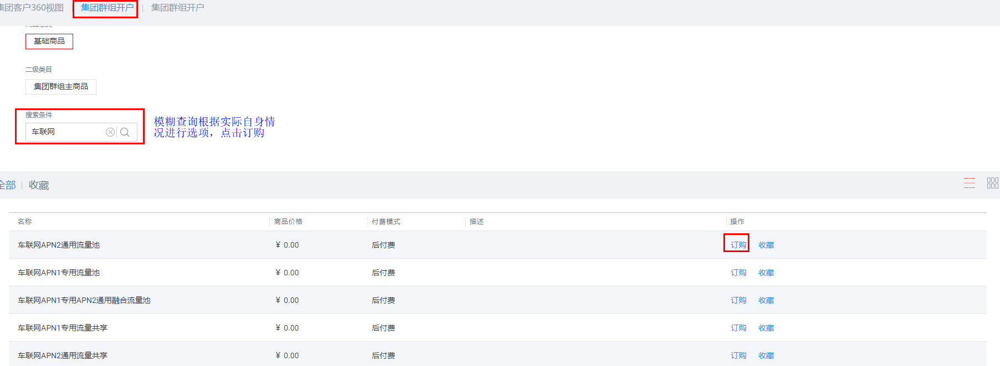 集团客户360视图 | 集团群组开户 | 集团群组开户
基础商品
二级类目
集团群组主商品
搜索条件
车联网
模糊查询根据实际自身情
况进行选项，点击订购
全部 | 收藏
名称 商品价格 付费模式 描述 操作
车联网APN2通用流量池 ¥ 0.00 后付费 订购 收藏
车联网APN1专用流量池 ¥ 0.00 后付费 订购 收藏
车联网APN1专用APN2通用融合流量池 ¥ 0.00 后付费 订购 收藏
车联网APN1专用流量共享 ¥ 0.00 后付费 订购 收藏
车联网APN2通用流量共享 ¥ 0.00 后付费 订购 收藏